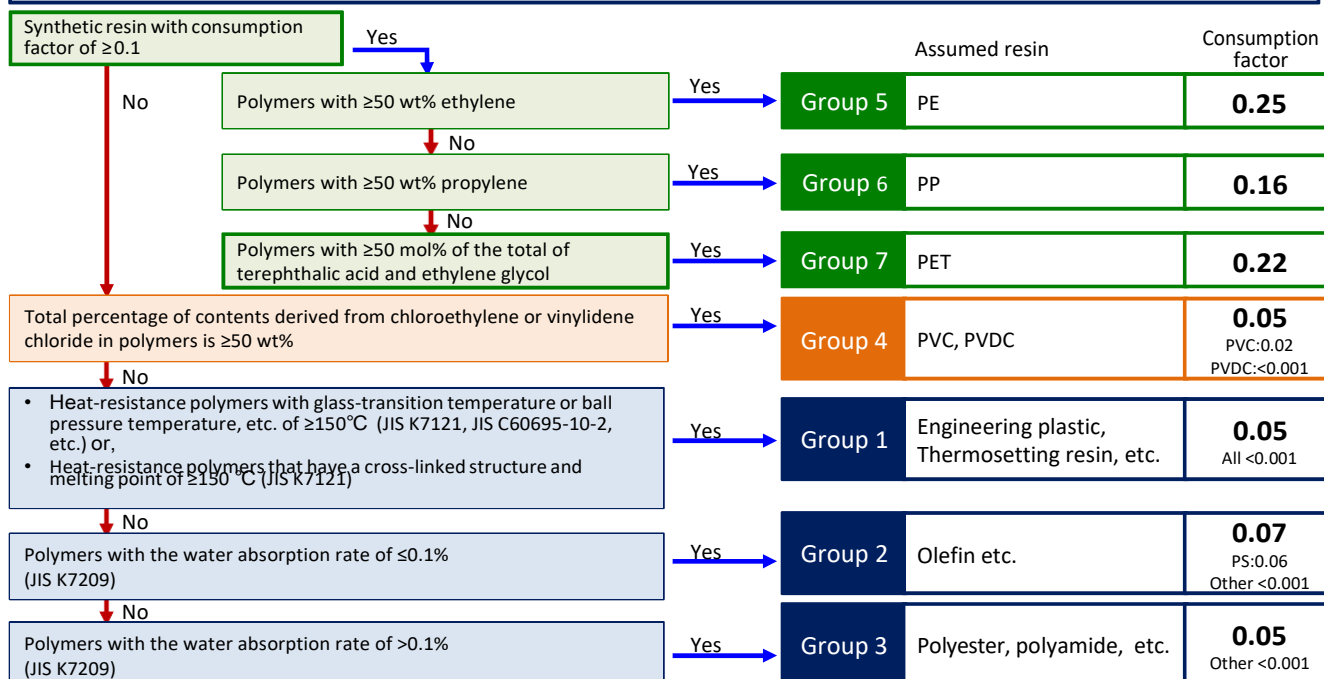 Synthetic resin with consumption
factor of ≥0.1
Yes
Assumed resin
Consumption
factor
No
Polymers with ≥50 wt% ethylene
Yes
Group 5
PE
0.25
No
Polymers with ≥50 wt% propylene
Yes
Group 6
PP
0.16
No
Polymers with ≥50 mol% of the total of
terephthalic acid and ethylene glycol
Yes
Group 7
PET
0.22
Total percentage of contents derived from chloroethylene or vinylidene
chloride in polymers is ≥50 wt%
Yes
Group 4
PVC, PVDC
0.05
PVC:0.02
PVDC:<0.001
No
• Heat-resistance polymers with glass-transition temperature or ball
pressure temperature, etc. of ≥150℃ (JIS K7121, JIS C60695-10-2,
etc.) or,
• Heat-resistance polymers that have a cross-linked structure and
melting point of ≥150 ℃ (JIS K7121)
Yes
Group 1
Engineering plastic,
Thermosetting resin, etc.
0.05
All <0.001
No
Polymers with the water absorption rate of ≤0.1%
(JIS K7209)
Yes
Group 2
Olefin etc.
0.07
PS:0.06
Other <0.001
No
Polymers with the water absorption rate of >0.1%
(JIS K7209)
Yes
Group 3
Polyester, polyamide, etc.
0.05
Other <0.001